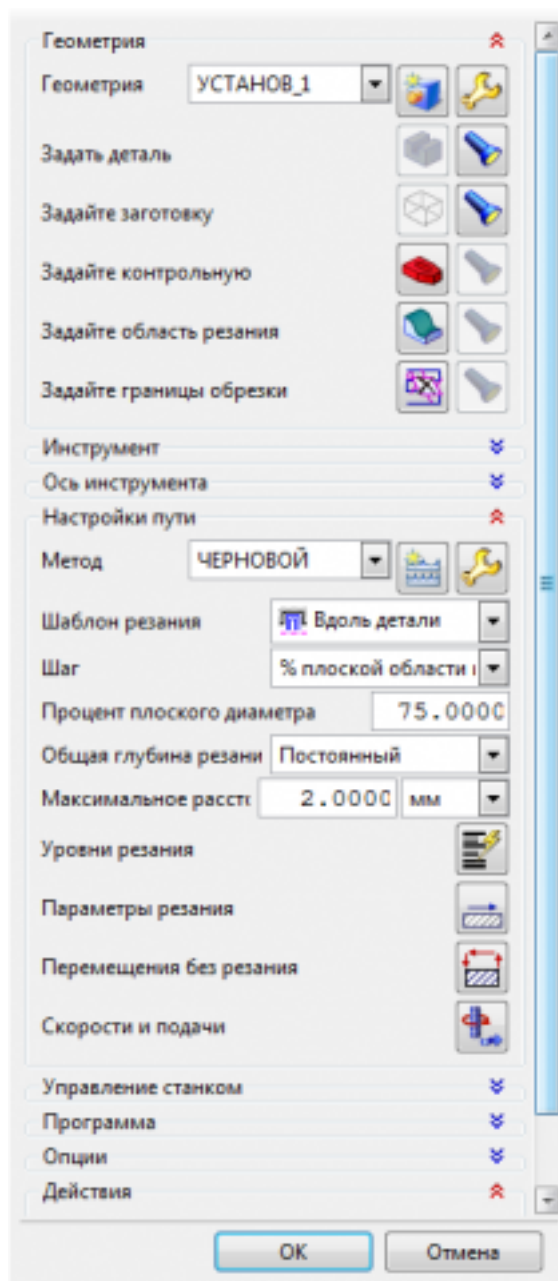 Геометрия
Геометрия УСТАНОВ_1
Задать деталь
Задайте заготовку
Задайте контрольную
Задайте область резания
Задайте границы обрезки
Инструмент
Ось инструмента
Настройки пути
Метод ЧЕРНОВОЙ
Шаблон резания Вдоль детали
Шаг % плоской области
Процент плоского диаметра 75.0000
Общая глубина резани Постоянный
Максимальное расстс 2.0000 мм
Уровни резания
Параметры резания
Перемещения без резания
Скорости и подачи
Управление станком
Программа
Опции
Действия
ОК Отмена